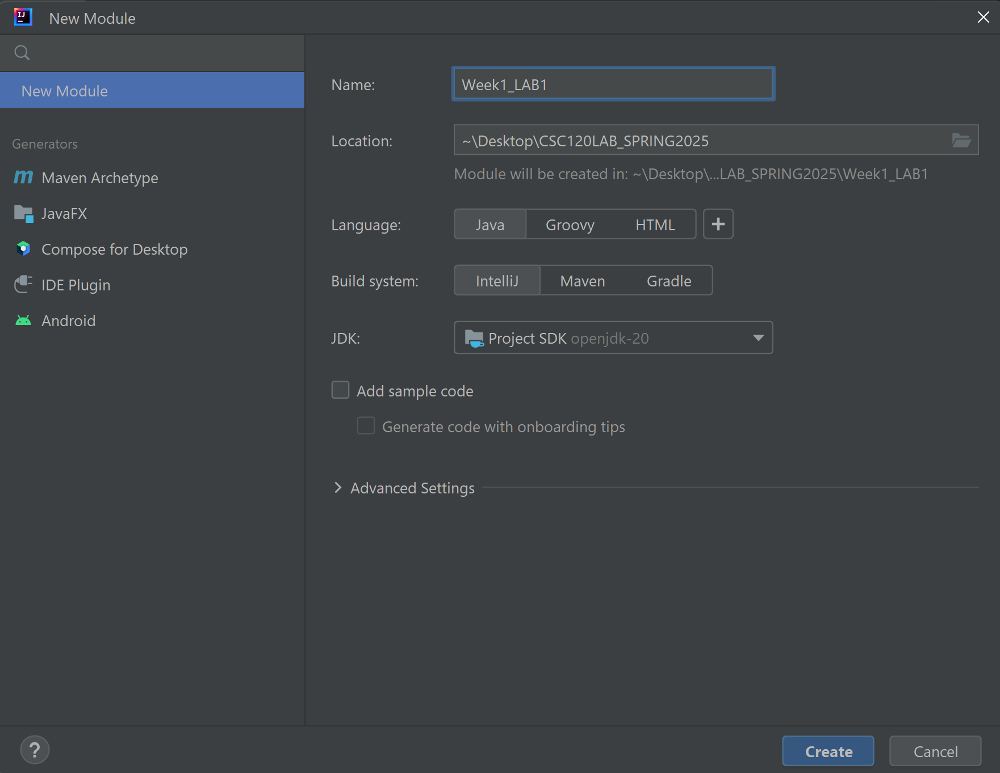 IJ
New Module
New Module
Generators
m Maven Archetype
JavaFX
Compose for Desktop
IDE Plugin
Android
Name: Week1_LAB1
Location: ~\Desktop\CSC120LAB_SPRING2025
Module will be created in: ~\Desktop\...LAB_SPRING2025\Week1_LAB1
Language: Java Groovy HTML +
Build system: IntelliJ Maven Gradle
JDK: Project SDK openjdk-20
Add sample code
Generate code with onboarding tips
Advanced Settings
? Create Cancel